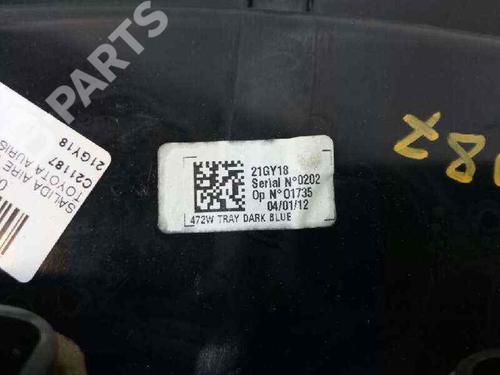 PARTS
SALIDA AIRE
TOYOTA AURIS
C21187
21GY18
21GY18
Serial N°0202
Op N°01735
04/01/12
472W TRAY DARK BLUE
187